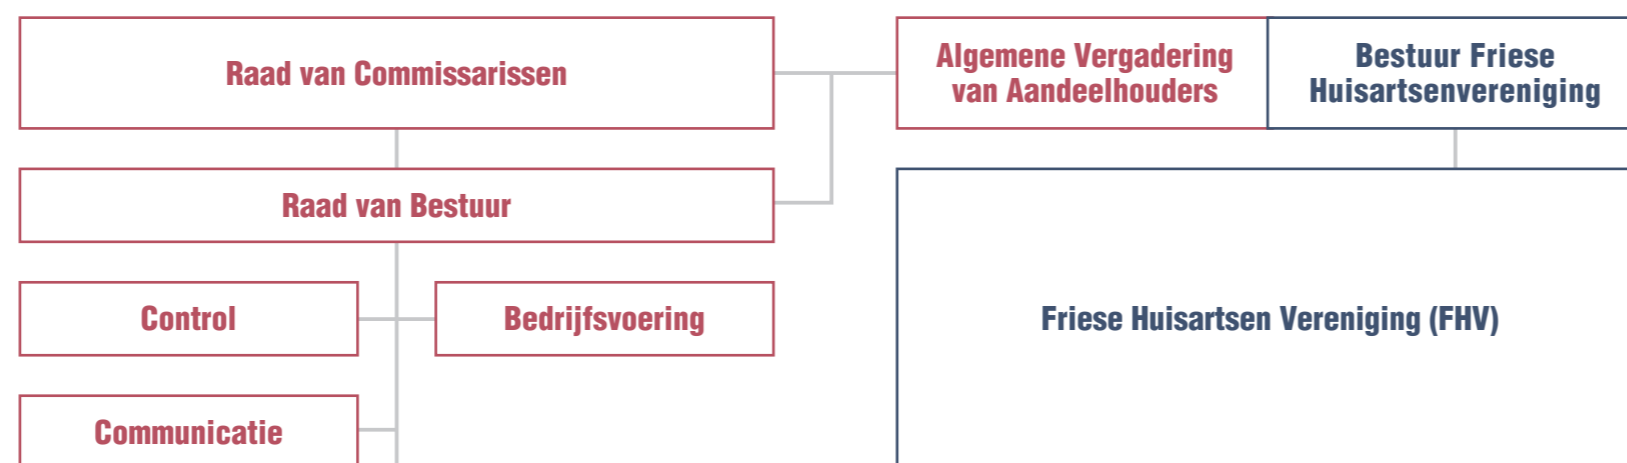 Raad van Commissarissen
Algemene Vergadering
van Aandeelhouders
Bestuur Friese
Huisartsenvereniging
Raad van Bestuur
Control
Bedrijfsvoering
Friese Huisartsen Vereniging (FHV)
Communicatie